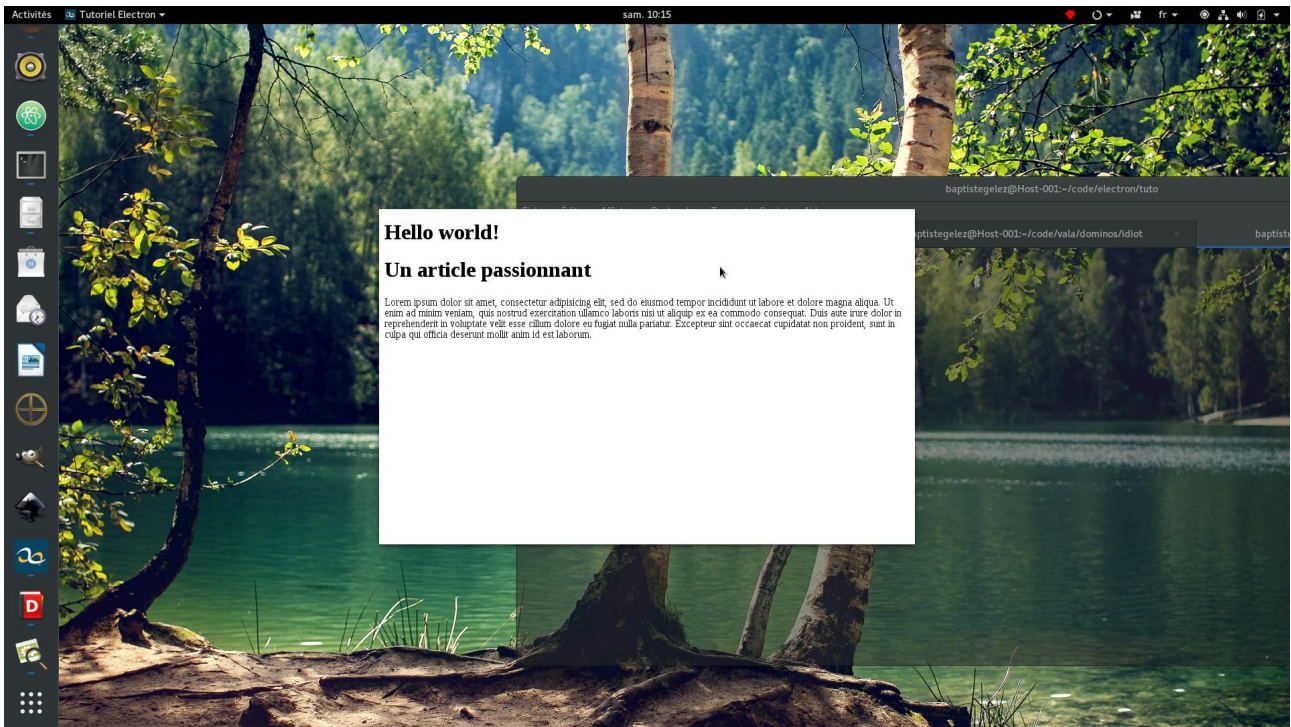 Activités
Tutoriel Electron
sam. 10:15
fr
baptistegelez@Host-001:~/code/electron/tuto
ptistegelez@Host-001:~/code/vala/dominos/idiot
×
baptiste
Hello world!
Un article passionnant
Lorem ipsum dolor sit amet, consectetur adipisicing elit, sed do eiusmod tempor incididunt ut labore et dolore magna aliqua. Ut
enim ad minim veniam, quis nostrud exercitation ullamco laboris nisi ut aliquip ex ea commodo consequat. Duis aute irure dolor in
reprehenderit in voluptate velit esse cillum dolore eu fugiat nulla pariatur. Excepteur sint occaecat cupidatat non proident, sunt in
culpa qui officia deserunt mollit anim id est laborum.
D